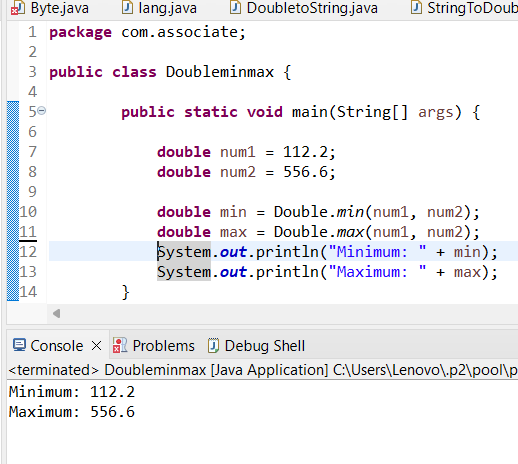 Byte.java lang.java DoubletoString.java StringToDoub
1 package com.associate;
2
3 public class Doubleminmax {
4
5 public static void main(String[] args) {
6
7 double num1 = 112.2;
8 double num2 = 556.6;
9
10 double min = Double.min(num1, num2);
11 double max = Double.max(num1, num2);
12 System.out.println("Minimum: " + min);
13 System.out.println("Maximum: " + max);
14 }
Console Problems Debug Shell
<terminated> Doubleminmax [Java Application] C:\Users\Lenovo\.p2\pool\p
Minimum: 112.2
Maximum: 556.6